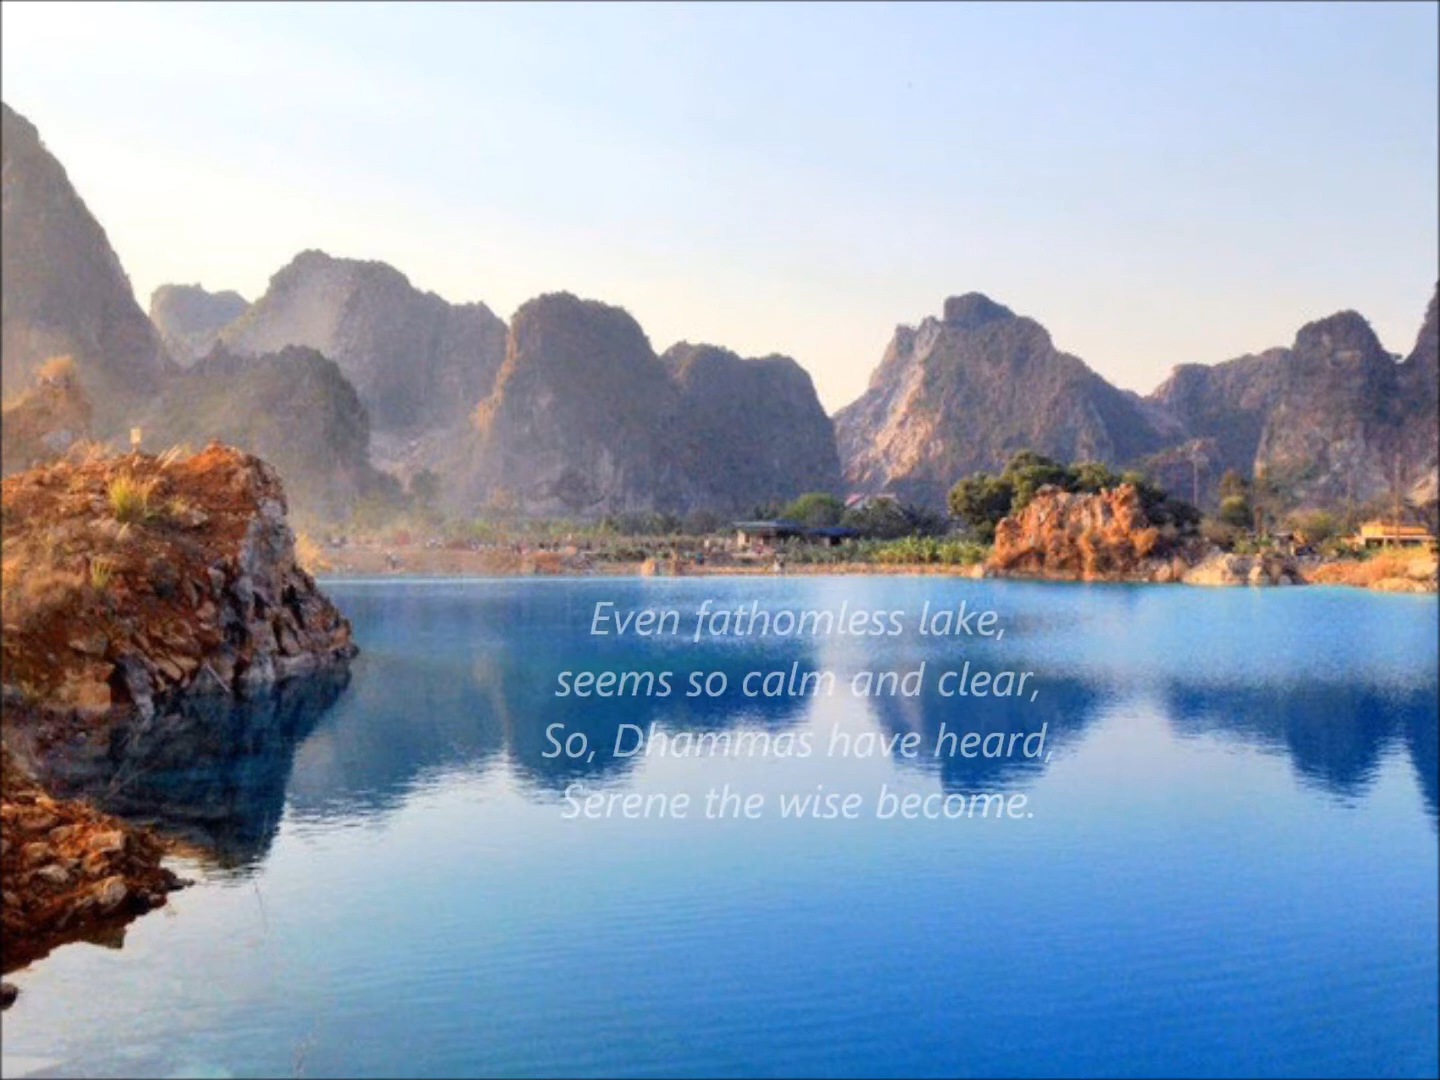 Even fathomless lake,
seems so calm and clear,
So, Dhammas have heard,
Serene the wise become.